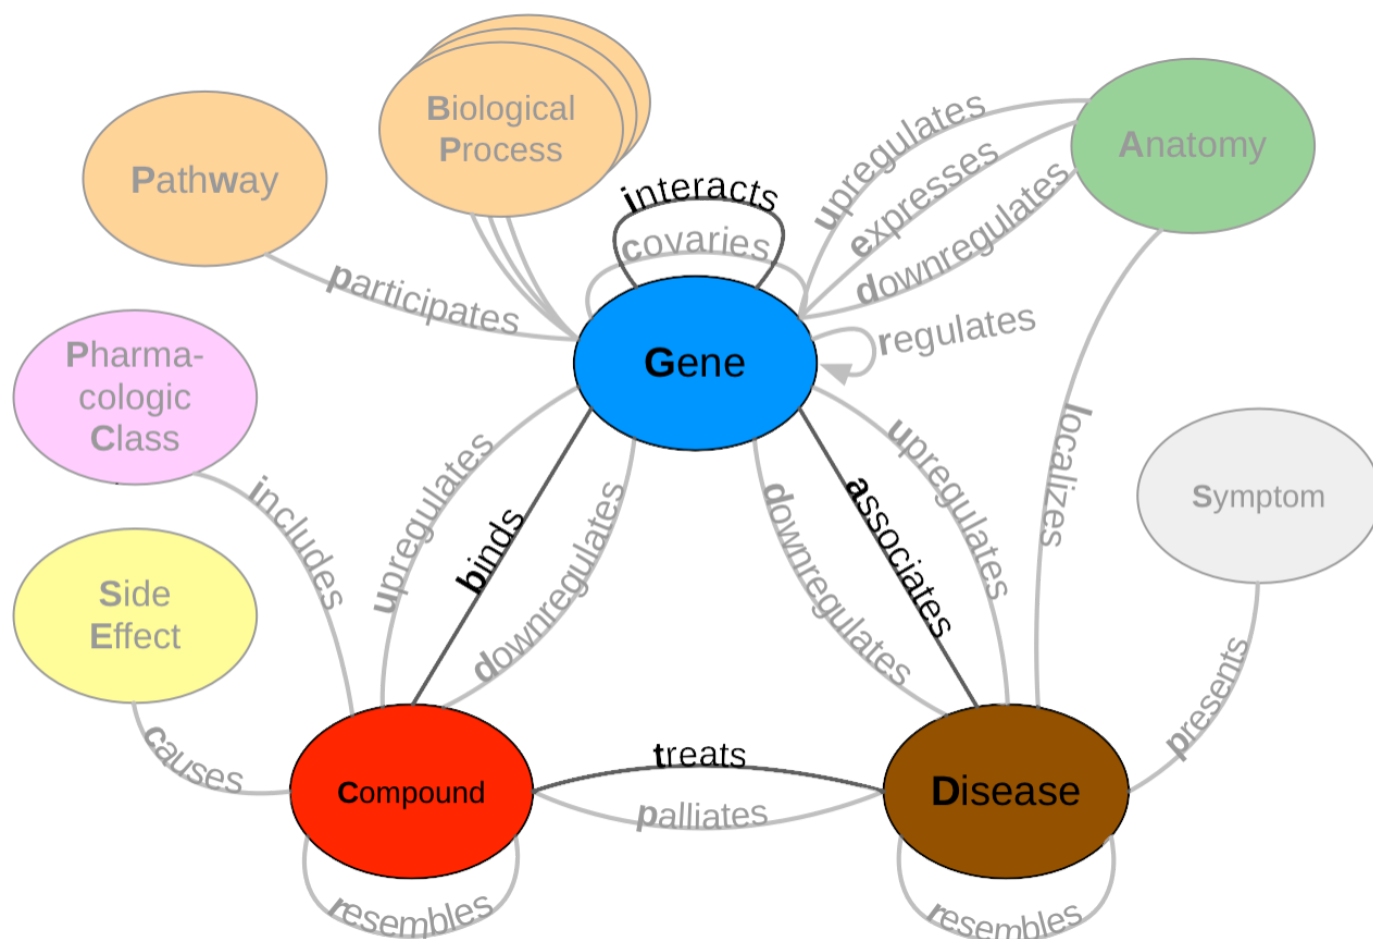 Biological
Process
Pathway
Anatomy
interacts
covaries
upregulates
expresses
downregulates
participates
regulates
Gene
Pharma-
cologic
Class
includes
upregulates
binds
downregulates
downregulates
associates
upregulates
localizes
Symptom
Side
Effect
causes
presents
Compound
treats
palliates
Disease
resembles
resembles